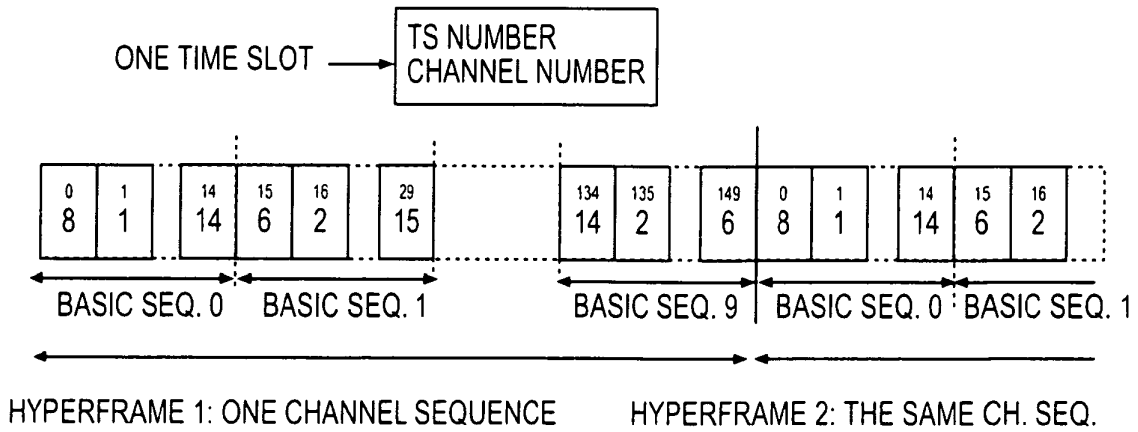 TS NUMBER
ONE TIME SLOT
CHANNEL NUMBER
0 1 14 15 16 29 134 135 149 0 1 14 15 16
8 1 14 6 2 15 14 2 6 8 1 14 6 2
BASIC SEQ. 0 BASIC SEQ. 1 BASIC SEQ. 9 BASIC SEQ. 0 BASIC SEQ. 1
HYPERFRAME 1: ONE CHANNEL SEQUENCE HYPERFRAME 2: THE SAME CH. SEQ.